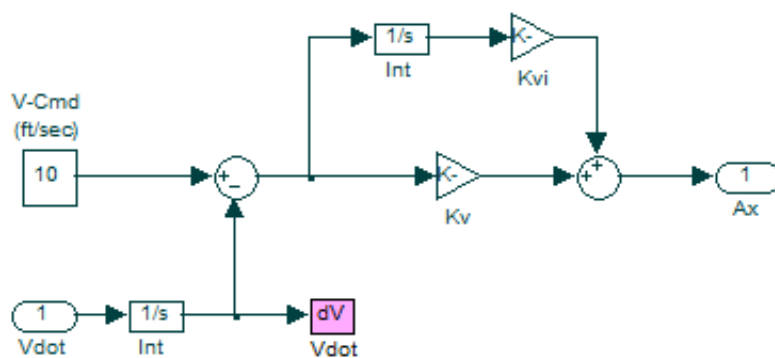 1/s
K-
Int
Kvi
V-Cmd
(ft/sec)
10
+
−
K-
+
+
1
Kv
Ax
1
1/s
dV
Vdot
Int
Vdot